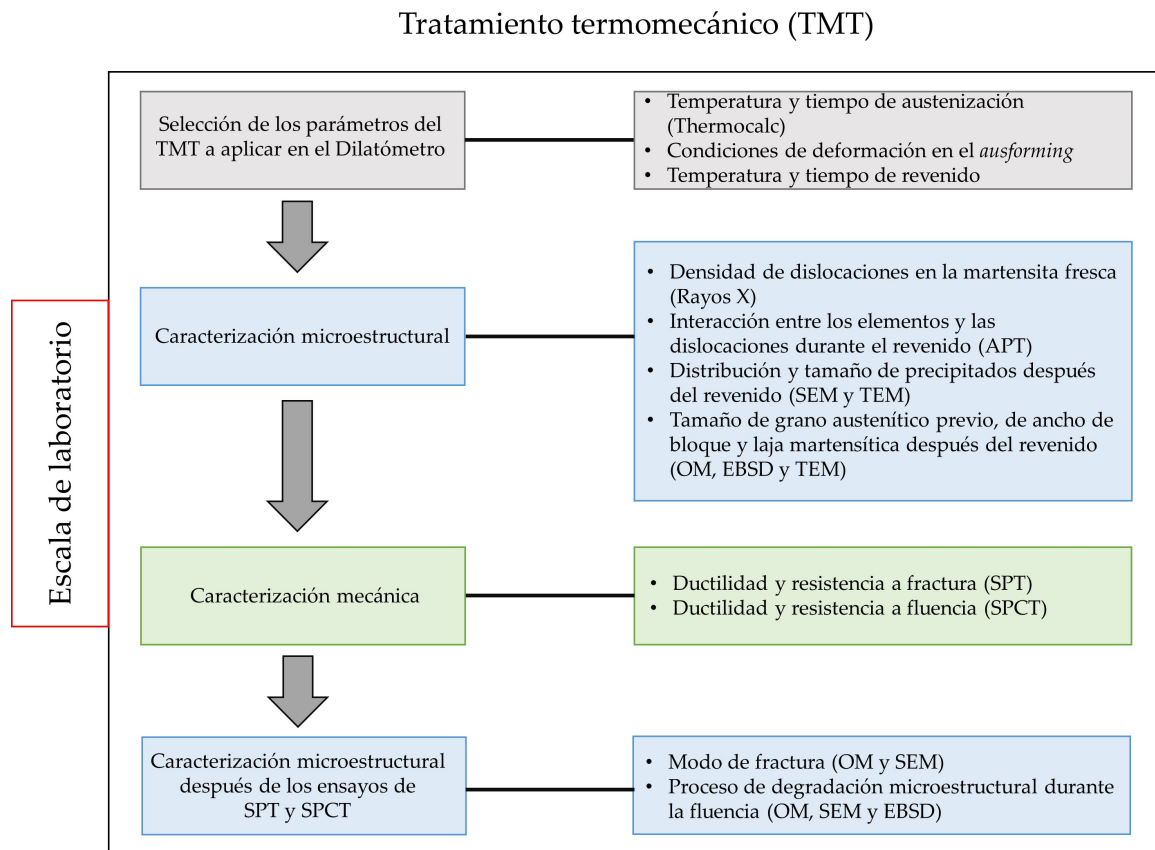 Tratamiento termomecánico (TMT)
Escala de laboratorio
Selección de los parámetros del
TMT a aplicar en el Dilatómetro
• Temperatura y tiempo de austenización
(Thermocalc)
• Condiciones de deformación en el ausforming
• Temperatura y tiempo de revenido
Caracterización microestructural
• Densidad de dislocaciones en la martensita fresca
(Rayos X)
• Interacción entre los elementos y las
dislocaciones durante el revenido (APT)
• Distribución y tamaño de precipitados después
del revenido (SEM y TEM)
• Tamaño de grano austenítico previo, de ancho de
bloque y laja martensítica después del revenido
(OM, EBSD y TEM)
Caracterización mecánica
• Ductilidad y resistencia a fractura (SPT)
• Ductilidad y resistencia a fluencia (SPCT)
Caracterización microestructural
después de los ensayos de
SPT y SPCT
• Modo de fractura (OM y SEM)
• Proceso de degradación microestructural durante
la fluencia (OM, SEM y EBSD)